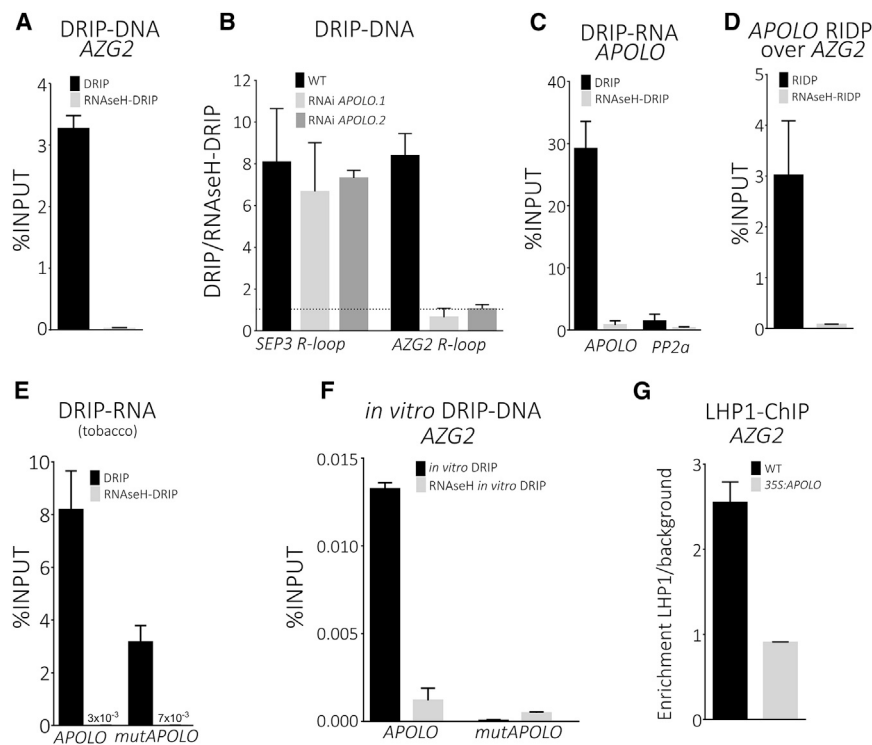 A
DRIP-DNA
AZG2
DRIP
RNAseH-DRIP
%INPUT
4
3
2
1
0
B
DRIP-DNA
WT
RNAi APOLO.1
RNAi APOLO.2
DRIP/RNAseH-DRIP
12
10
8
6
4
2
0
SEP3 R-loop
AZG2 R-loop
C
DRIP-RNA
APOLO
DRIP
RNAseH-DRIP
%INPUT
40
30
20
10
0
APOLO
PP2a
D
APOLO RIDP
over AZG2
RIDP
RNAseH-RIDP
%INPUT
5
4
3
2
1
0
E
DRIP-RNA
(tobacco)
DRIP
RNAseH-DRIP
%INPUT
10
8
6
4
2
0
3x10-3
7x10-3
APOLO
mutAPOLO
F
in vitro DRIP-DNA
AZG2
in vitro DRIP
RNAseH in vitro DRIP
%INPUT
0.015
0.010
0.005
0.000
APOLO
mutAPOLO
G
LHP1-ChIP
AZG2
WT
35S:APOLO
Enrichment LHP1/background
3
2
1
0